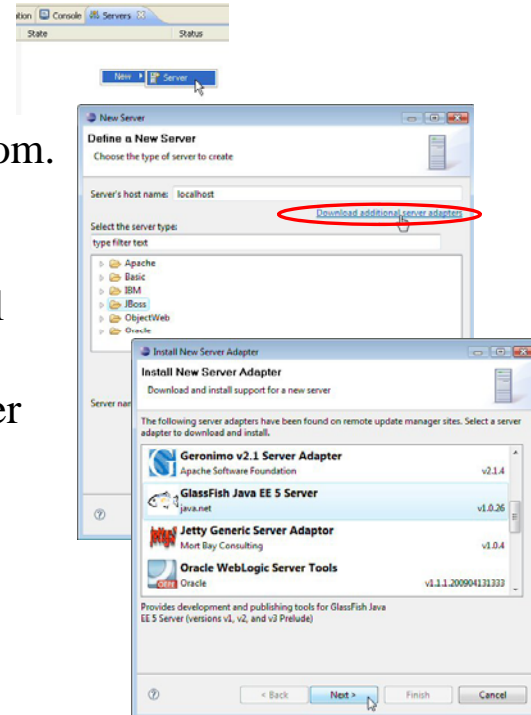 Console
Servers
State Status
New Server
New Server
Define a New Server
Choose the type of server to create
om.
Server's host name: localhost
Download additional server adapters
Select the server type:
type filter text
Apache
Basic
IBM
JBoss
ObjectWeb
Oracle
er
Install New Server Adapter
Install New Server Adapter
Download and install support for a new server
Server
The following server adapters have been found on remote update manager sites. Select a server
adapter to download and install.
Geronimo v2.1 Server Adapter
Apache Software Foundation v2.1.4
GlassFish Java EE 5 Server
java.net v1.0.26
Jetty Generic Server Adaptor
Mort Bay Consulting v1.0.4
Oracle WebLogic Server Tools
Oracle v1.1.1.200904131333
Provides development and publishing tools for GlassFish Java
EE 5 Server (versions v1, v2, and v3 Prelude)
< Back Next > Finish Cancel